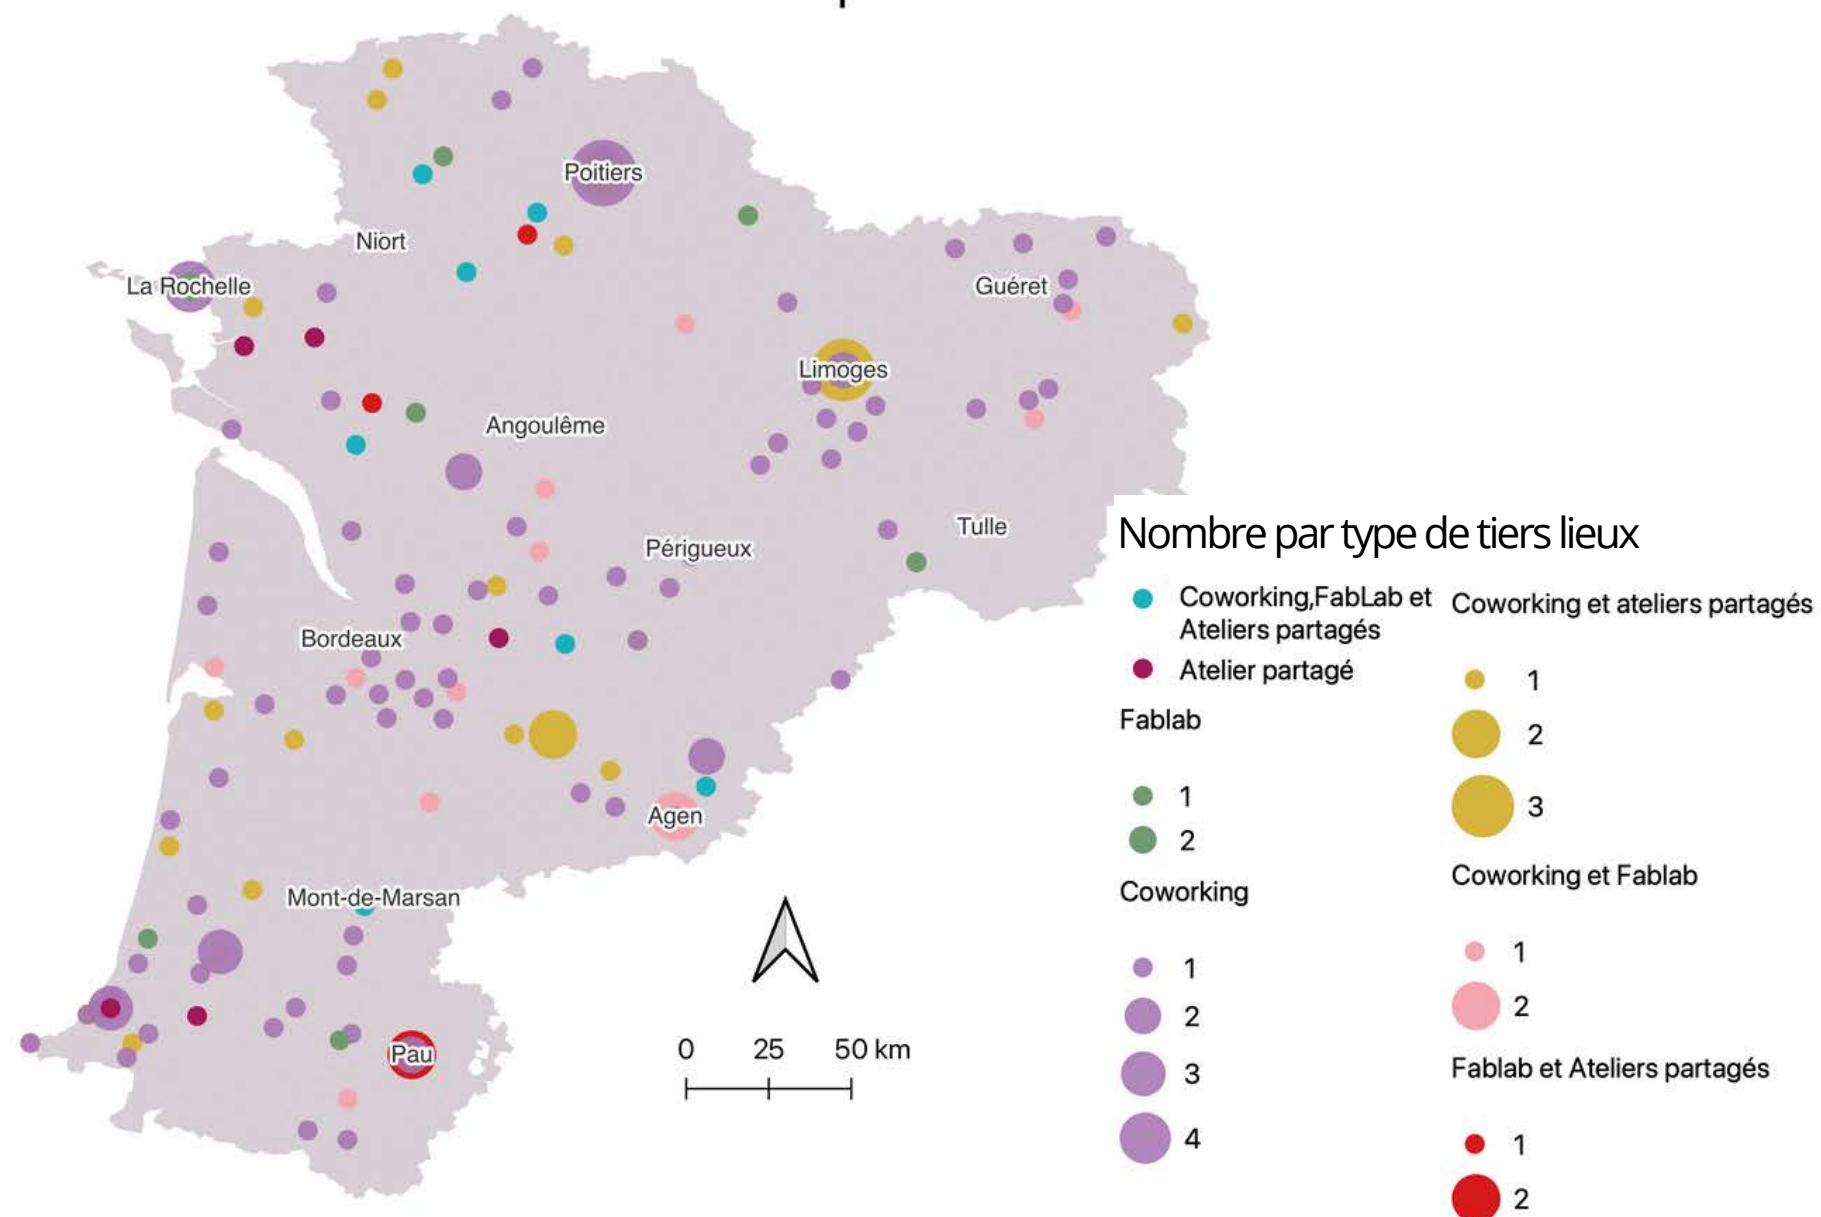 Poitiers
Niort
La Rochelle
Guéret
Limoges
Angoulême
Tulle
Périgueux
Bordeaux
Agen
Mont-de-Marsan
Pau
0 25 50 km
Nombre par type de tiers lieux
Coworking,FabLab et
Ateliers partagés
Atelier partagé
Fablab
1
2
Coworking
1
2
3
4
Coworking et ateliers partagés
1
2
3
Coworking et Fablab
1
2
Fablab et Ateliers partagés
1
2